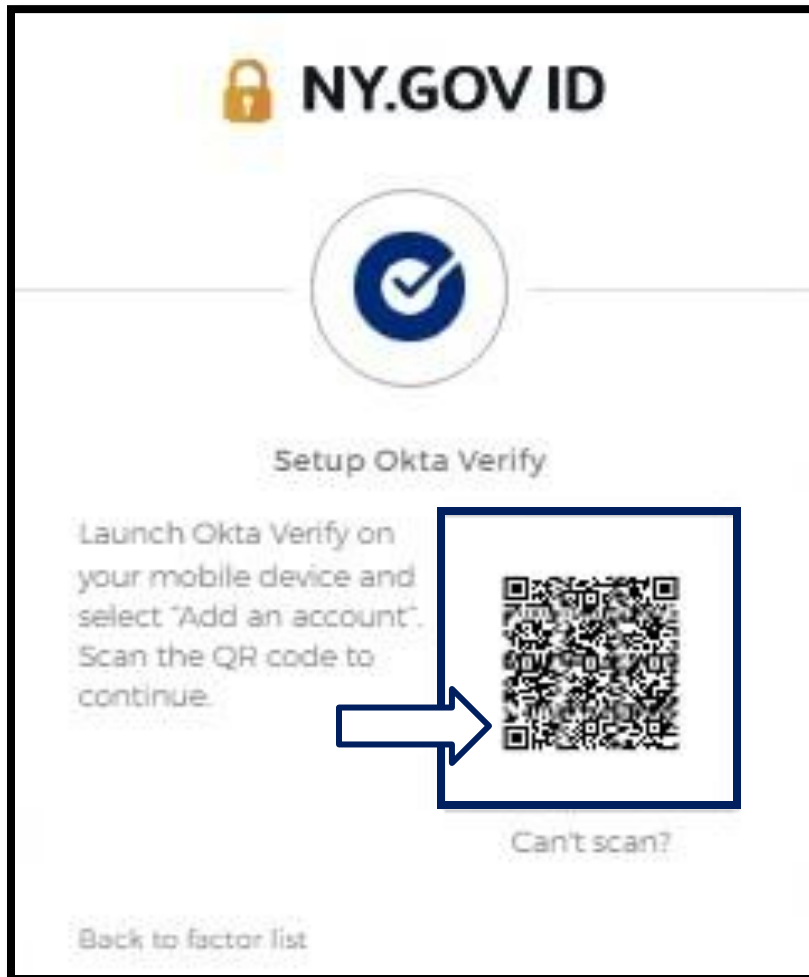 NY.GOV ID
Setup Okta Verify
Launch Okta Verify on
your mobile device and
select "Add an account".
Scan the QR code to
continue.
Can't scan?
Back to factor list